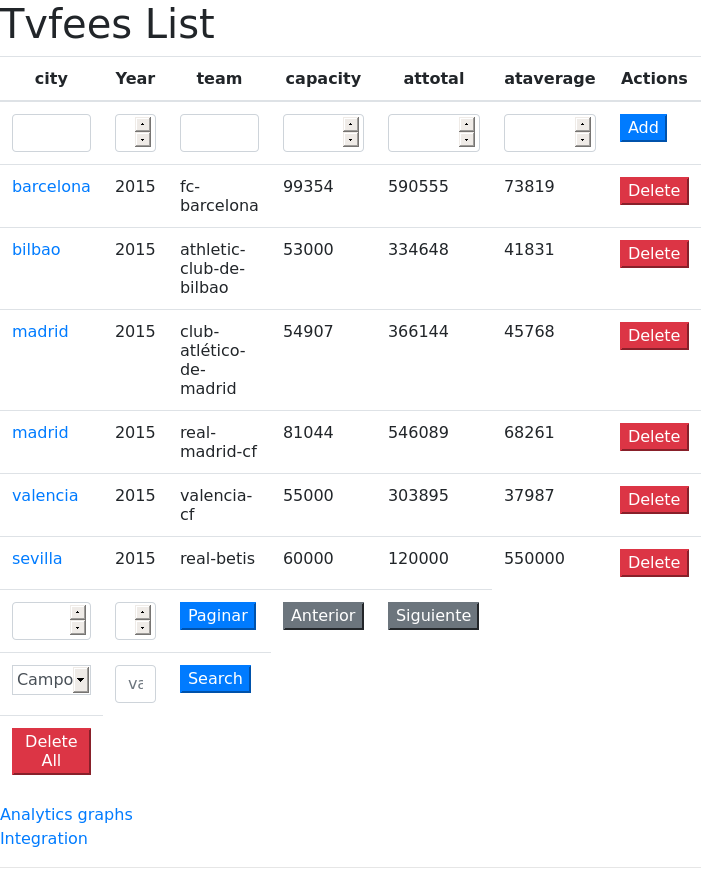 Tvfees List
city Year team capacity attotal ataverage Actions
Add
barcelona 2015 fc- 99354 590555 73819 Delete
barcelona
bilbao 2015 athletic- 53000 334648 41831 Delete
club-de-
bilbao
madrid 2015 club- 54907 366144 45768 Delete
atlético-
de-
madrid
madrid 2015 real- 81044 546089 68261 Delete
madrid-cf
valencia 2015 valencia- 55000 303895 37987 Delete
cf
sevilla 2015 real-betis 60000 120000 550000 Delete
Paginar Anterior Siguiente
Campo Search
Delete
All
Analytics graphs
Integration